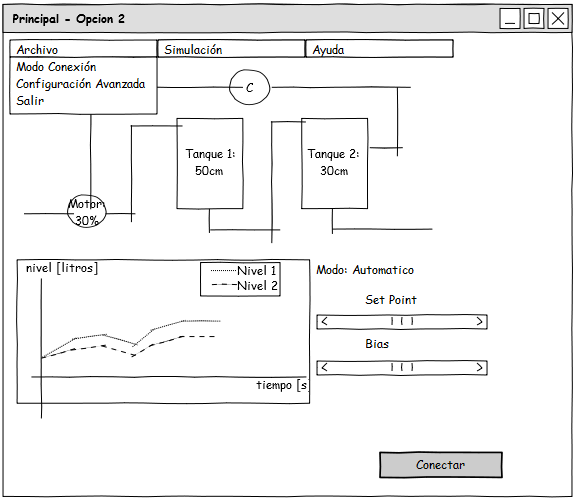 Principal - Opcion 2
Archivo
Simulación
Ayuda
Modo Conexión
Configuración Avanzada
Salir
C
Tanque 1:
50cm
Tanque 2:
30cm
Motor:
30%
nivel [litros]
Nivel 1
Nivel 2
tiempo [s
Modo: Automatico
Set Point
Bias
Conectar